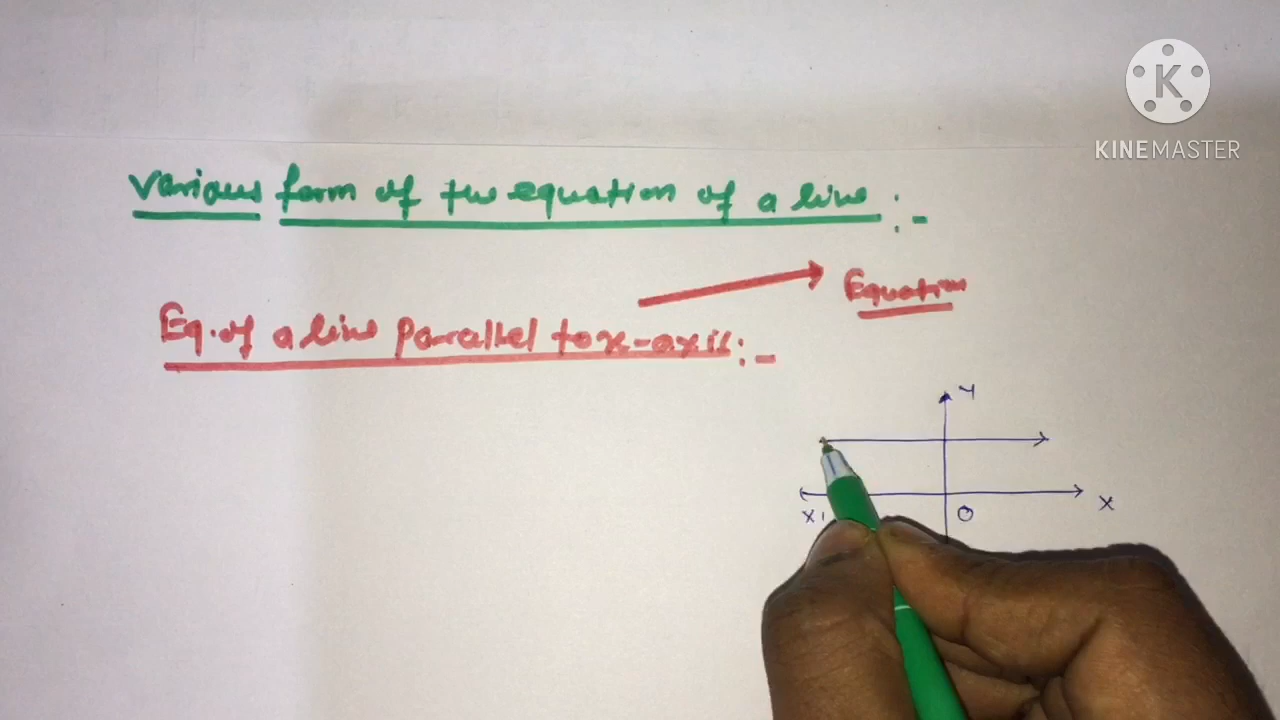 K
KINEMASTER
various form of the equation of a line :-
Equation
Eq. of a line parallel to x-axis :-
Y
X' O X